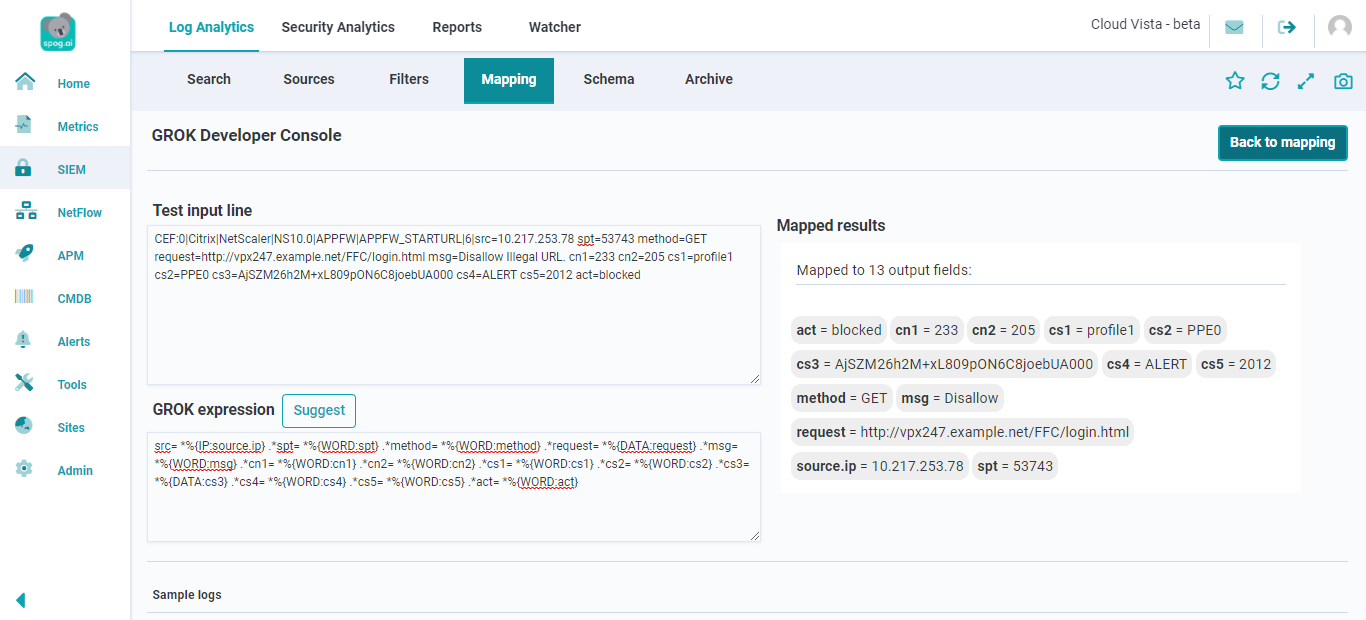 spog.ai
Log Analytics Security Analytics Reports Watcher
Cloud Vista - beta
Home
Metrics
SIEM
NetFlow
APM
CMDB
Alerts
Tools
Sites
Admin
Search Sources Filters Mapping Schema Archive
GROK Developer Console
Back to mapping
Test input line
CEF:0|Citrix|NetScaler|NS10.0|APPFW|APPFW_STARTURL|6|src=10.217.253.78 spt=53743 method=GET
request=http://vpx247.example.net/FFC/login.html msg=Disallow Illegal URL. cn1=233 cn2=205 cs1=profile1
cs2=PPE0 cs3=AjSZM26h2M+xL809pON6C8joebUA000 cs4=ALERT cs5=2012 act=blocked
GROK expression Suggest
src= *%{IP:source.ip} .*spt= *%{WORD:spt} .*method= *%{WORD:method} .*request= *%{DATA:request} .*msg=
*%{WORD:msg} .*cn1= *%{WORD:cn1} .*cn2= *%{WORD:cn2} .*cs1= *%{WORD:cs1} .*cs2= *%{WORD:cs2} .*cs3=
*%{DATA:cs3} .*cs4= *%{WORD:cs4} .*cs5= *%{WORD:cs5} .*act= *%{WORD:act}
Mapped results
Mapped to 13 output fields:
act = blocked cn1 = 233 cn2 = 205 cs1 = profile1 cs2 = PPE0
cs3 = AjSZM26h2M+xL809pON6C8joebUA000 cs4 = ALERT cs5 = 2012
method = GET msg = Disallow
request = http://vpx247.example.net/FFC/login.html
source.ip = 10.217.253.78 spt = 53743
Sample logs